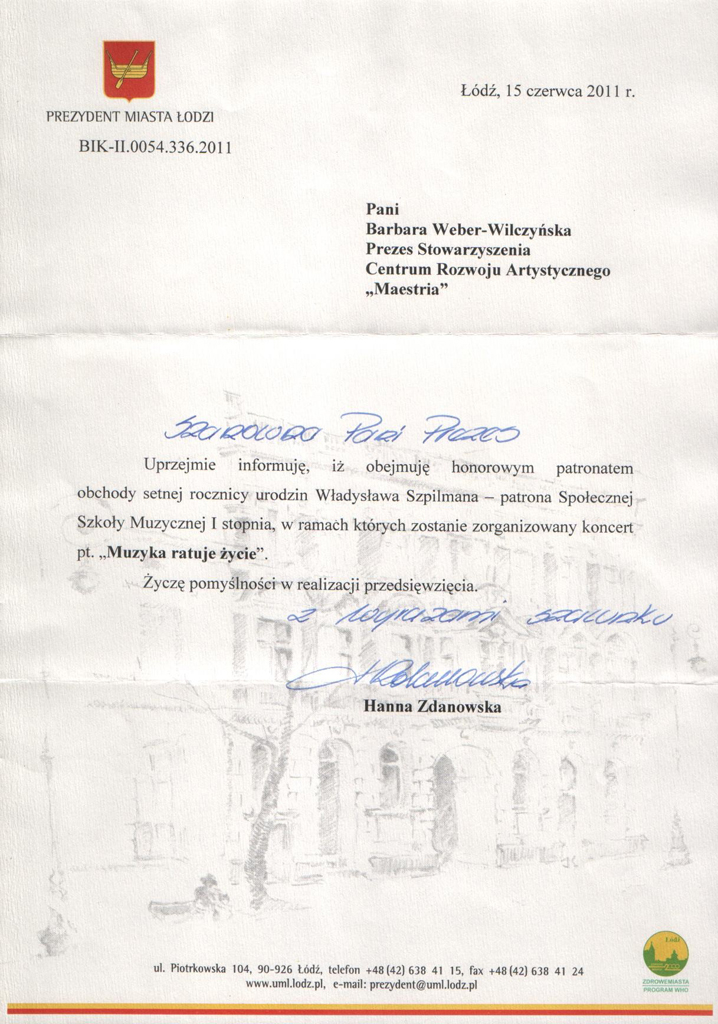 PREZYDENT MIASTA ŁODZI
BIK-II.0054.336.2011
Łódź, 15 czerwca 2011 r.
Pani
Barbara Weber-Wilczyńska
Prezes Stowarzyszenia
Centrum Rozwoju Artystycznego
„Maestria”
Szanowna Pani Prezes
Uprzejmie informuję, iż obejmuję honorowym patronatem
obchody setnej rocznicy urodzin Władysława Szpilmana – patrona Społecznej
Szkoły Muzycznej I stopnia, w ramach których zostanie zorganizowany koncert
pt. „Muzyka ratuje życie”.
Życzę pomyślności w realizacji przedsięwzięcia.
z wyrazami szacunku
HZdanowska
Hanna Zdanowska
ul. Piotrkowska 104, 90-926 Łódź, telefon +48 (42) 638 41 15, fax +48 (42) 638 41 24
www.uml.lodz.pl, e-mail: prezydent@uml.lodz.pl
Łódź
ZDROWE MIASTA
PROGRAM WHO